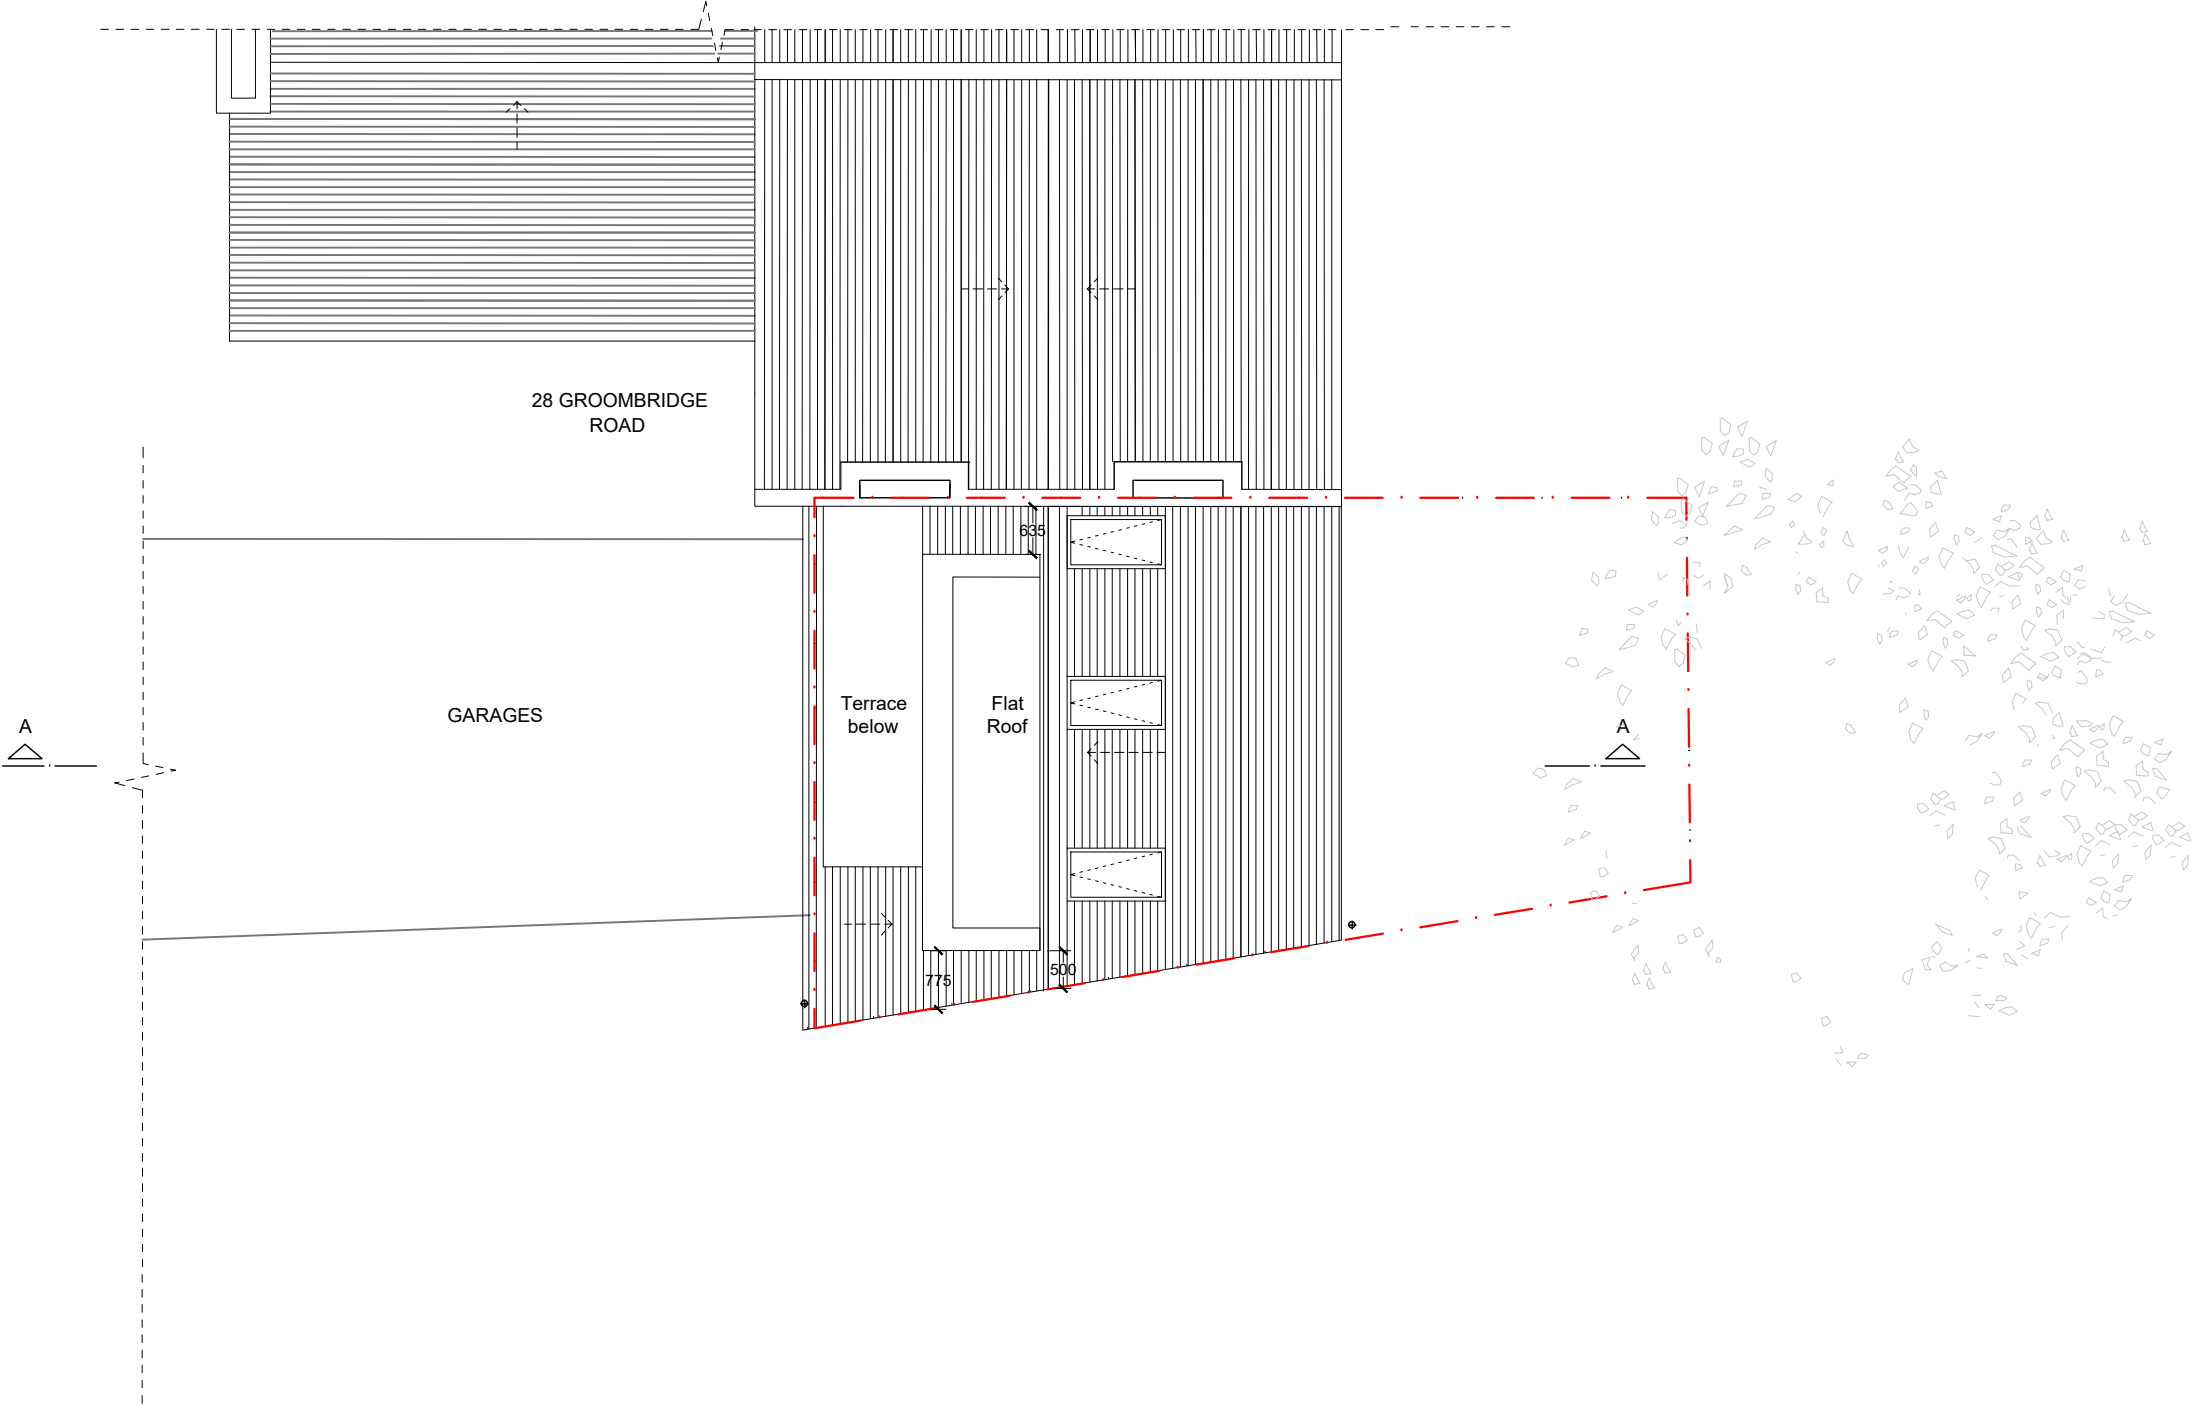 28 GROOMBRIDGE
ROAD
635
GARAGES
Terrace
below
Flat
Roof
A
A
775
500